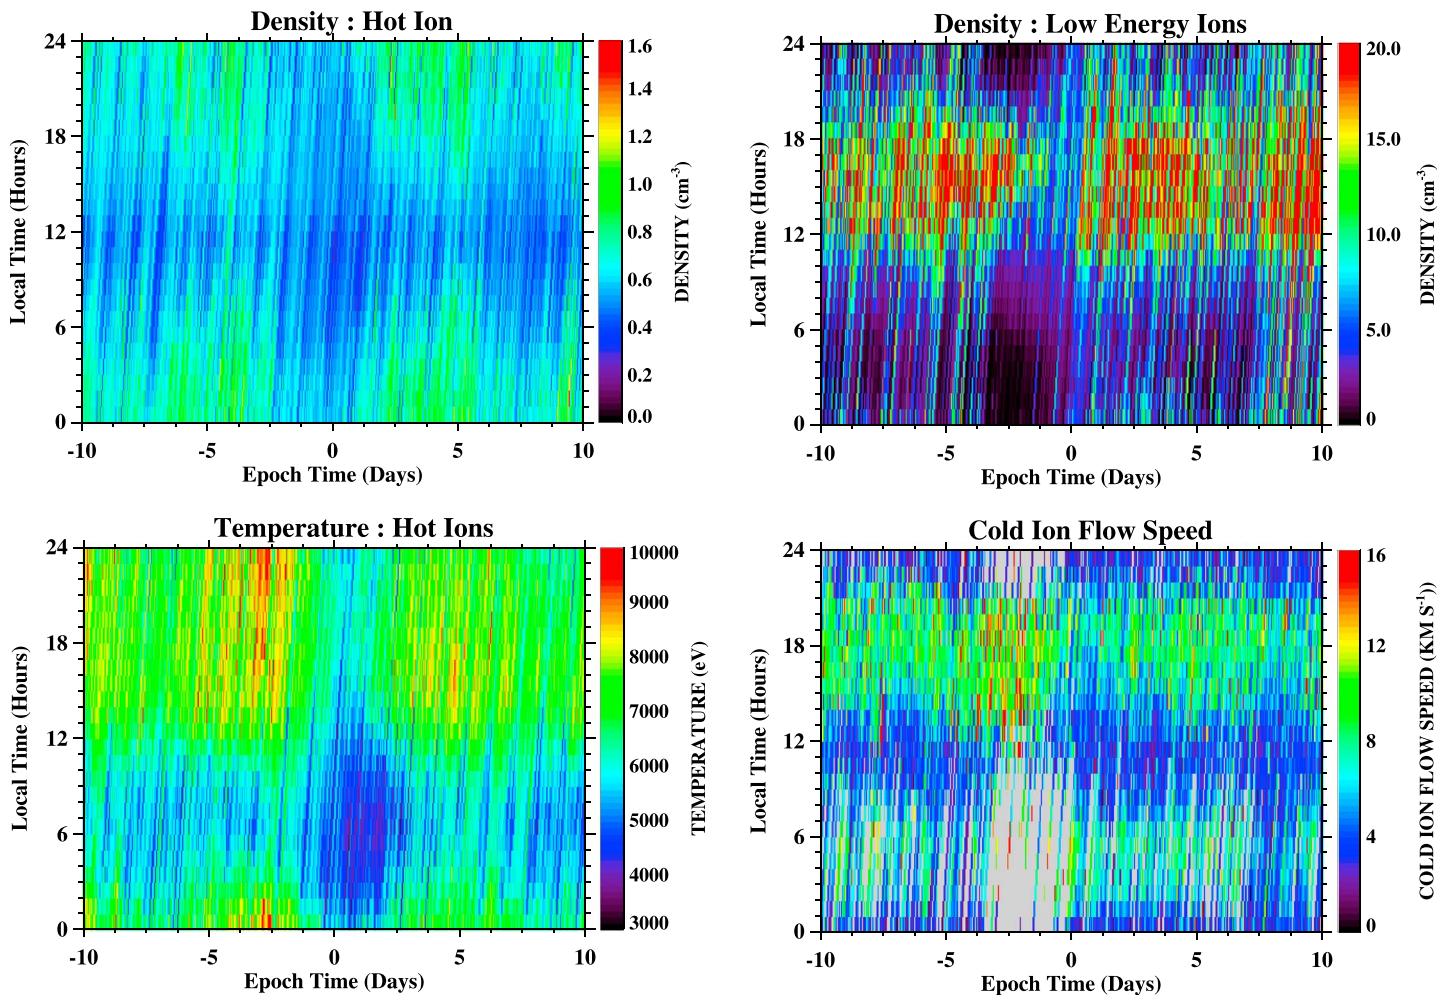 Density : Hot Ion
24
18
12
6
0
Local Time (Hours)
-10 -5 0 5 10
Epoch Time (Days)
1.6
1.4
1.2
1.0
0.8
0.6
0.4
0.2
0.0
DENSITY (cm-3)
Density : Low Energy Ions
24
18
12
6
0
Local Time (Hours)
-10 -5 0 5 10
Epoch Time (Days)
20.0
15.0
10.0
5.0
0
DENSITY (cm-3)
Temperature : Hot Ions
24
18
12
6
0
Local Time (Hours)
-10 -5 0 5 10
Epoch Time (Days)
10000
9000
8000
7000
6000
5000
4000
3000
TEMPERATURE (eV)
Cold Ion Flow Speed
24
18
12
6
0
Local Time (Hours)
-10 -5 0 5 10
Epoch Time (Days)
16
12
8
4
0
COLD ION FLOW SPEED (KM S-1)